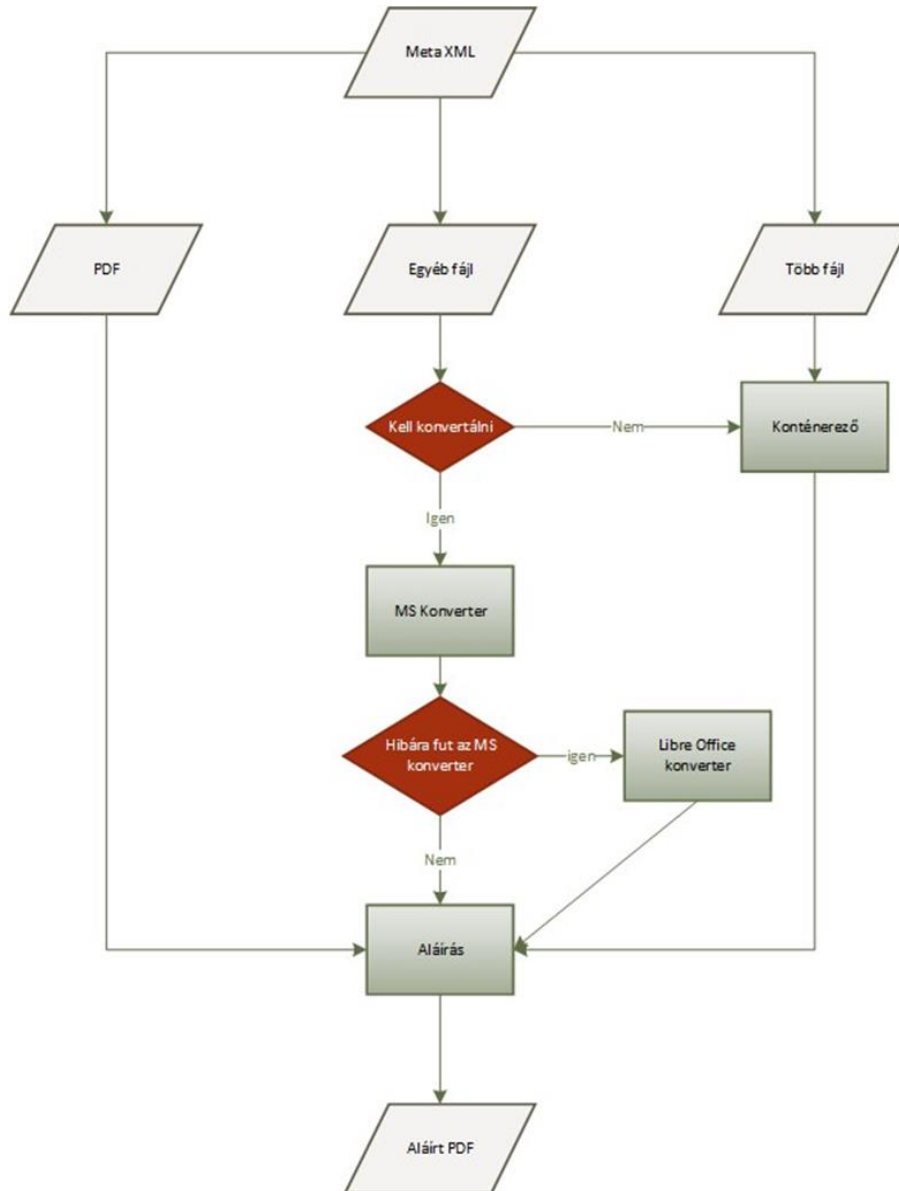 Meta XML
PDF
Egyéb fájl
Több fájl
Kell konvertálni
Nem
Konténerező
Igen
MS Konverter
Hibára fut az MS
konverter
igen
Libre Office
konverter
Nem
Aláírás
Aláírt PDF